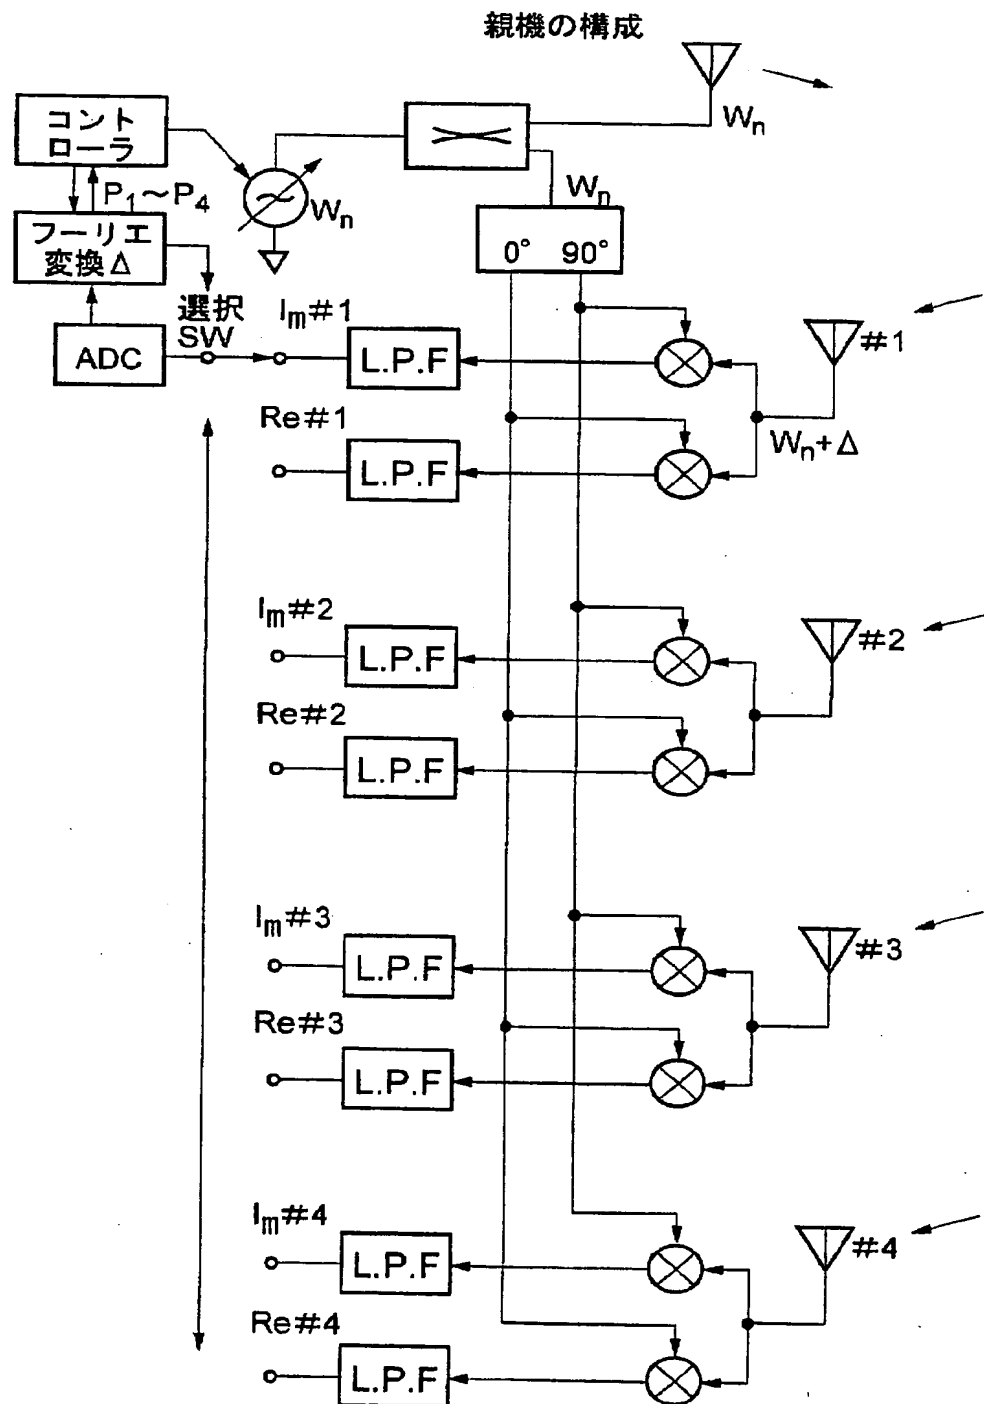 親機の構成
Wn
コント
ローラ
P1〜P4
Wn
Wn
フーリエ
変換Δ
0° 90°
選択
SW
Im#1
ADC
L.P.F
#1
Re#1
Wn+Δ
L.P.F
Im#2
L.P.F
#2
Re#2
L.P.F
Im#3
L.P.F
#3
Re#3
L.P.F
Im#4
L.P.F
#4
Re#4
L.P.F